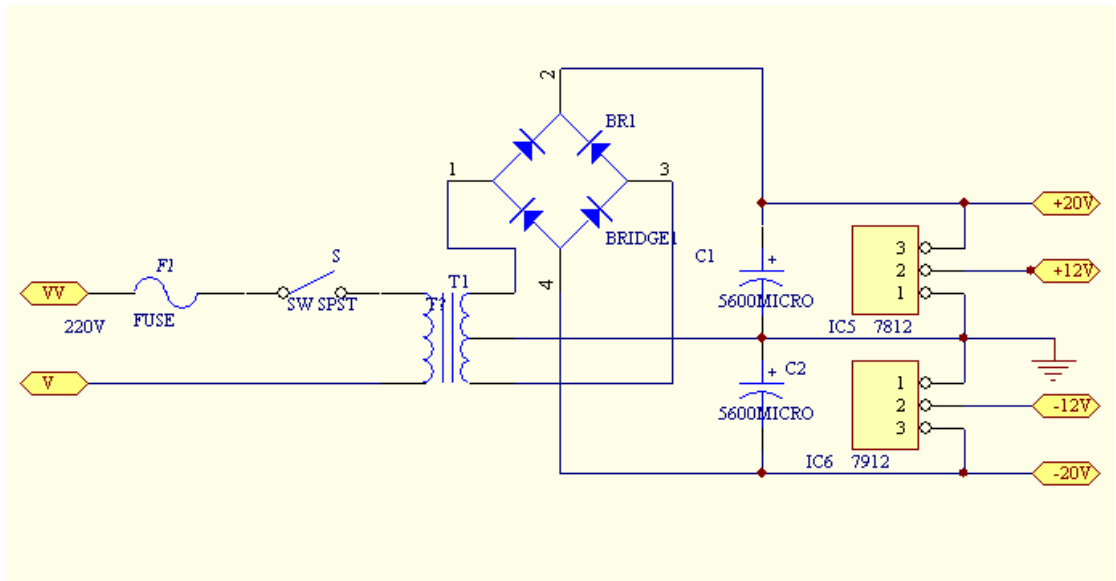 2
BR1
1
3
BRIDGE1
4
+20V
C1
+
5600MICRO
3
2
1
+12V
IC5 7812
F1
S
VV
220V
FUSE
SW SPST
T1
T?
V
C2
+
5600MICRO
1
2
3
-12V
IC6 7912
-20V